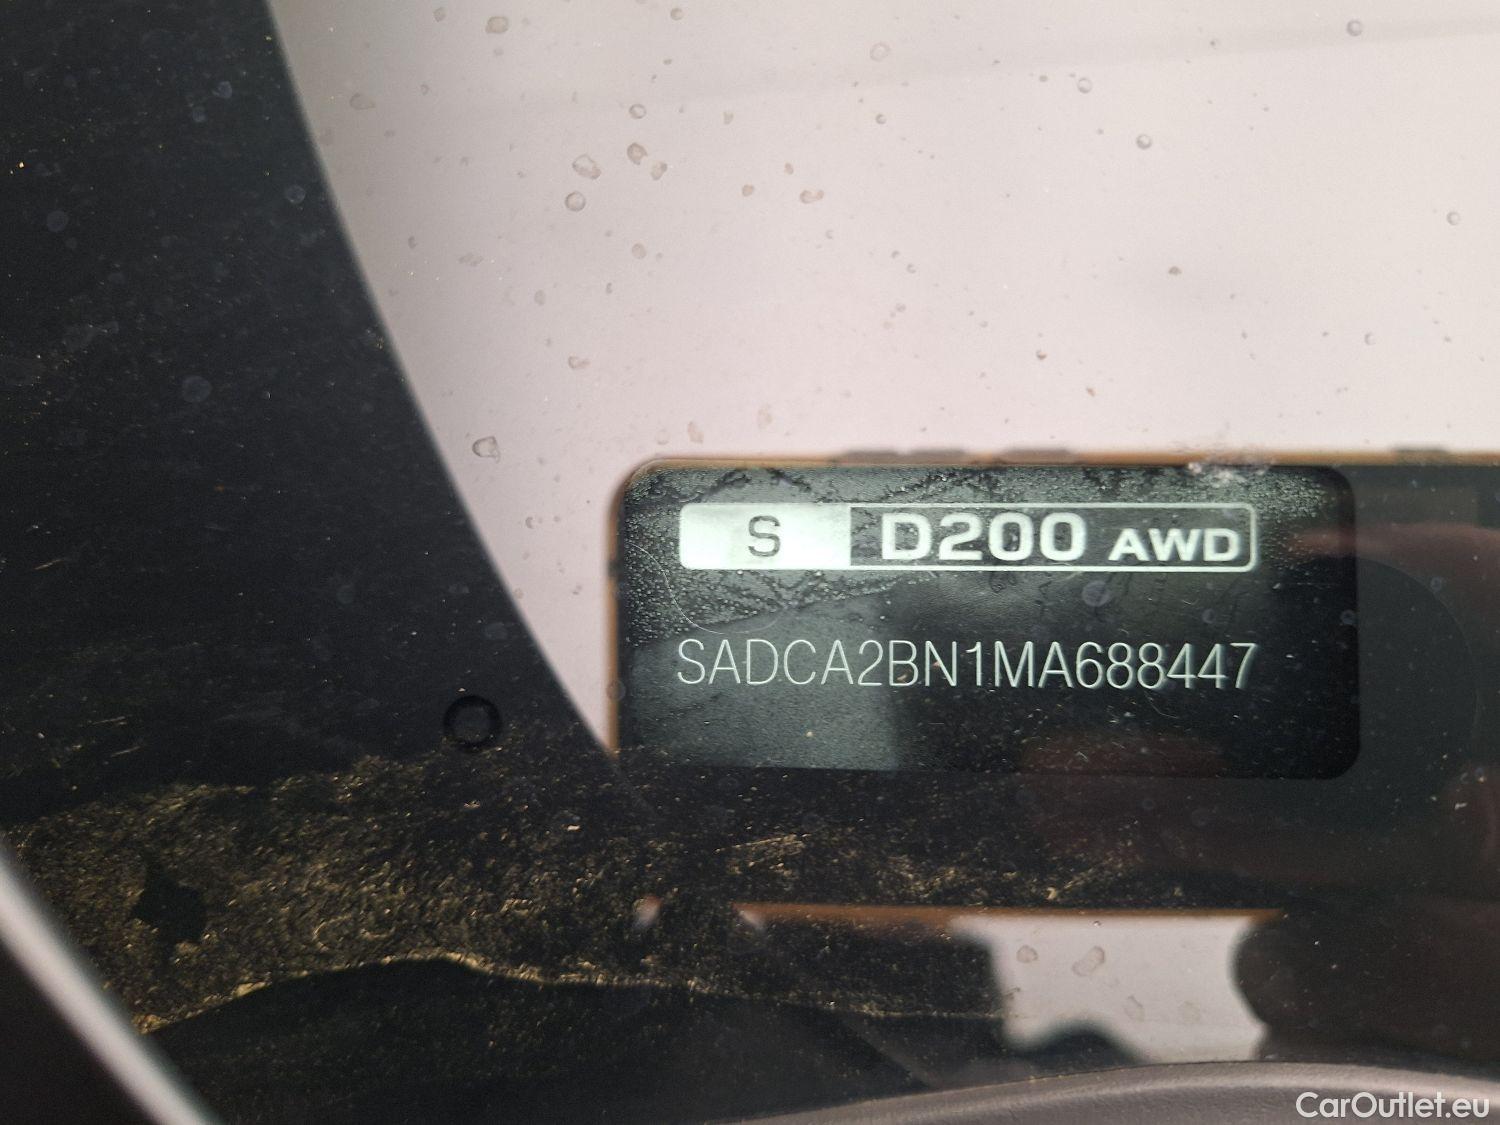 S D200 AWD
SADCA2BN1MA688447
CarOutlet.eu